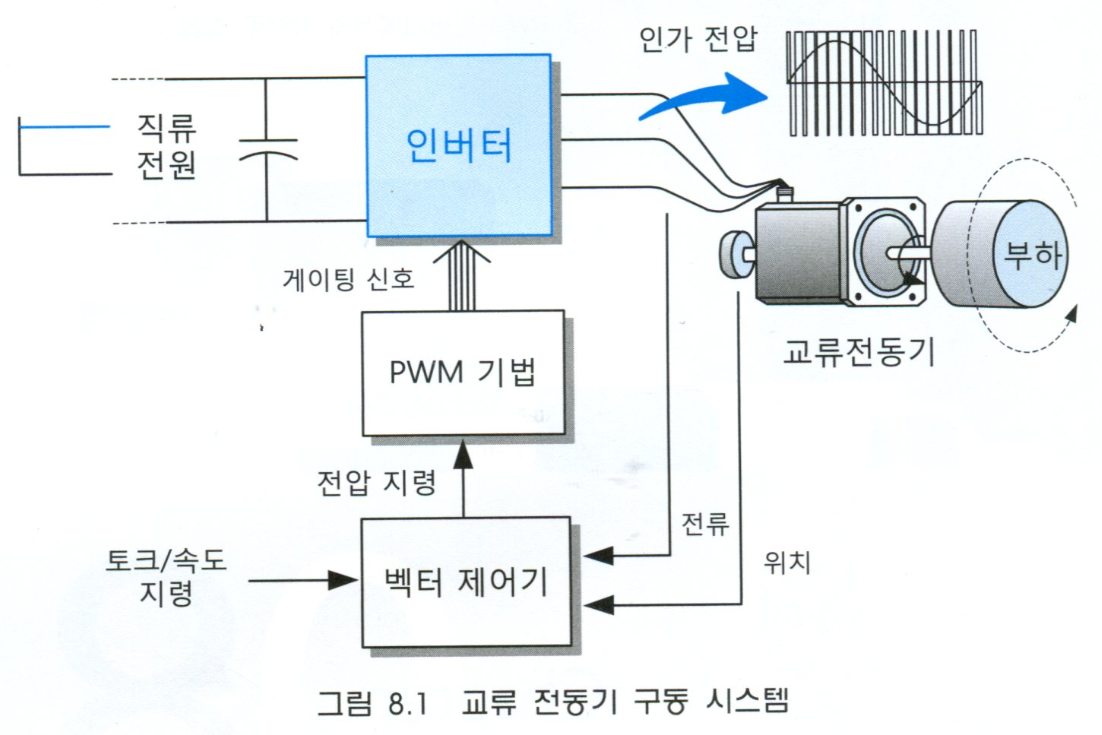 인가 전압
직류
전원
인버터
부하
게이팅 신호
교류전동기
PWM 기법
전압 지령
전류
위치
토크/속도
지령
벡터 제어기
그림 8.1 교류 전동기 구동 시스템